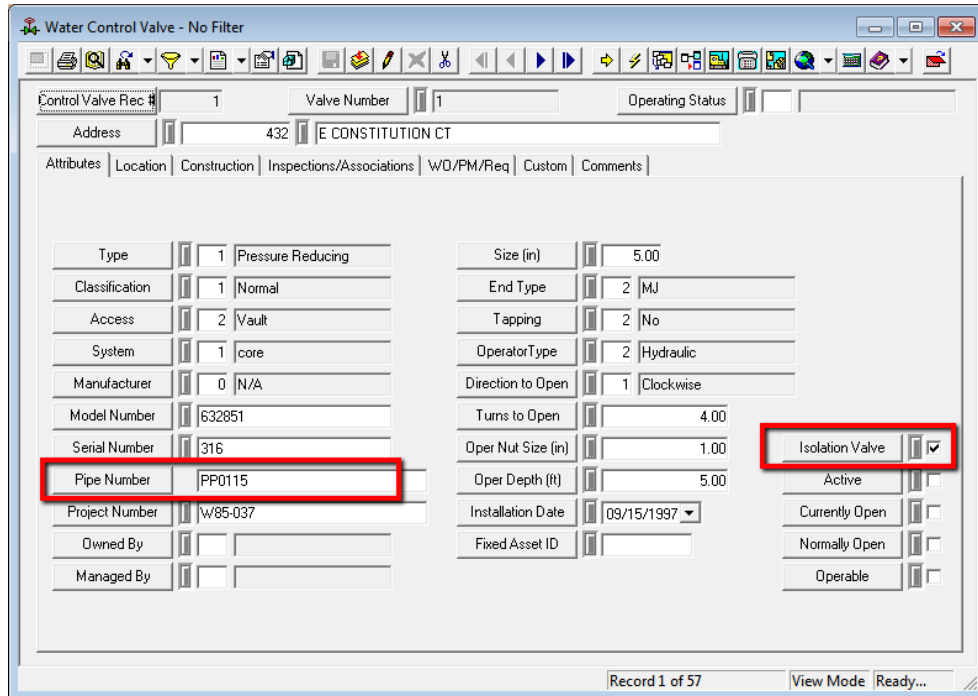 Water Control Valve - No Filter
Control Valve Rec # 1 Valve Number 1 Operating Status
Address 432 E CONSTITUTION CT
Attributes Location Construction Inspections/Associations WO/PM/Req Custom Comments
Type 1 Pressure Reducing Size (in) 5.00
Classification 1 Normal End Type 2 MJ
Access 2 Vault Tapping 2 No
System 1 core OperatorType 2 Hydraulic
Manufacturer 0 N/A Direction to Open 1 Clockwise
Model Number 632851 Turns to Open 4.00
Serial Number 316 Oper Nut Size (in) 1.00 Isolation Valve
Pipe Number PP0115 Oper Depth (ft) 5.00 Active
Project Number W85-037 Installation Date 09/15/1997 Currently Open
Owned By Fixed Asset ID Normally Open
Managed By Operable
Record 1 of 57 View Mode Ready...